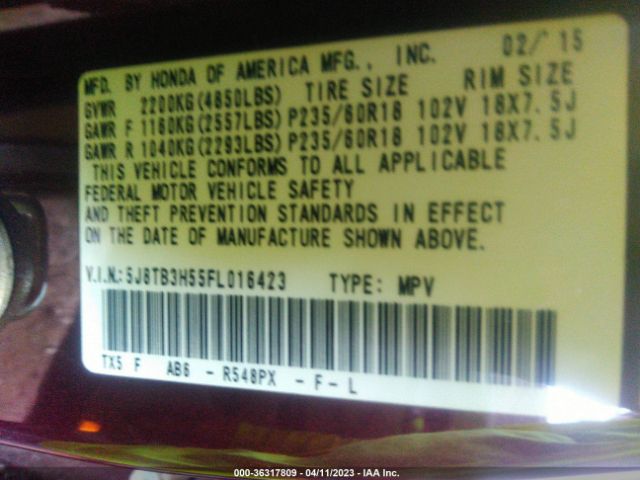 02/'15
MFD. BY HONDA OF AMERICA MFG., INC.
GVWR 2200KG(4850LBS) TIRE SIZE RIM SIZE
GAWR F 1160KG(2557LBS)P235/60R18 102V 18X7.5J
GAWR R 1040KG(2293LBS)P235/60R18 102V 18X7.5J
THIS VEHICLE CONFORMS TO ALL APPLICABLE
FEDERAL MOTOR VEHICLE SAFETY
AND THEFT PREVENTION STANDARDS IN EFFECT
ON THE DATE OF MANUFACTURE SHOWN ABOVE.
V.I.N.:5J8TB3H55FL016423 TYPE: MPV
TX5 F AB6 - R548PX - F-L
000-36317809 - 04/11/2023 - IAA Inc.